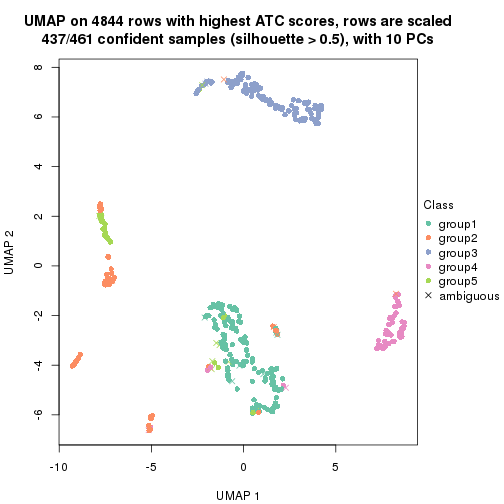 UMAP on 4844 rows with highest ATC scores, rows are scaled
437/461 confident samples (silhouette > 0.5), with 10 PCs
8
6
4
2
0
-2
-4
-6
UMAP 2
-10
-5
0
5
UMAP 1
Class
group1
group2
group3
group4
group5
ambiguous